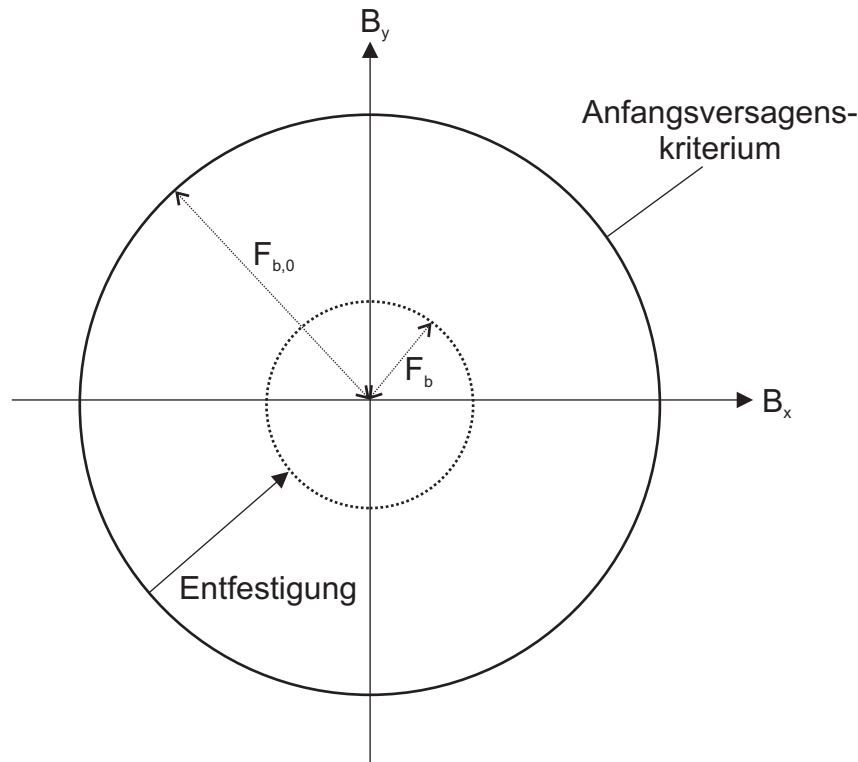 B_y
Anfangsversagens-
kriterium
F_b,0
F_b
B_x
Entfestigung